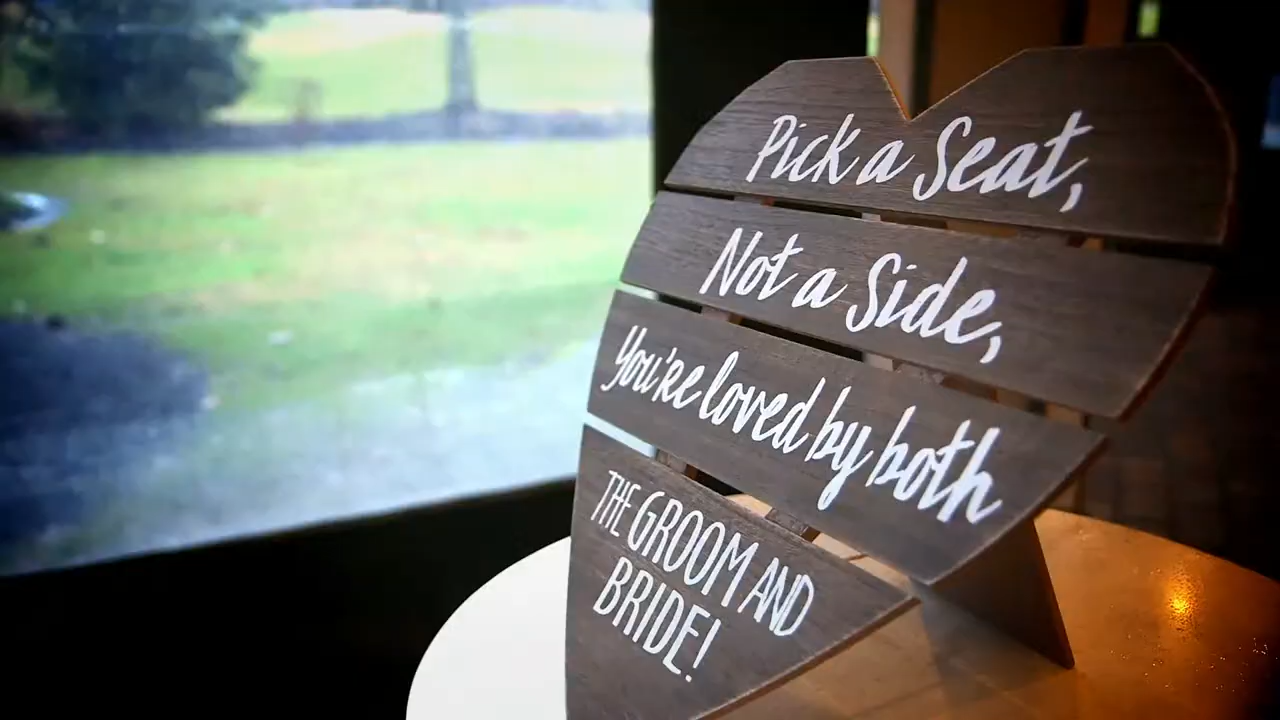 Pick a Seat,
Not a Side,
You're loved by both
THE GROOM AND
BRIDE!